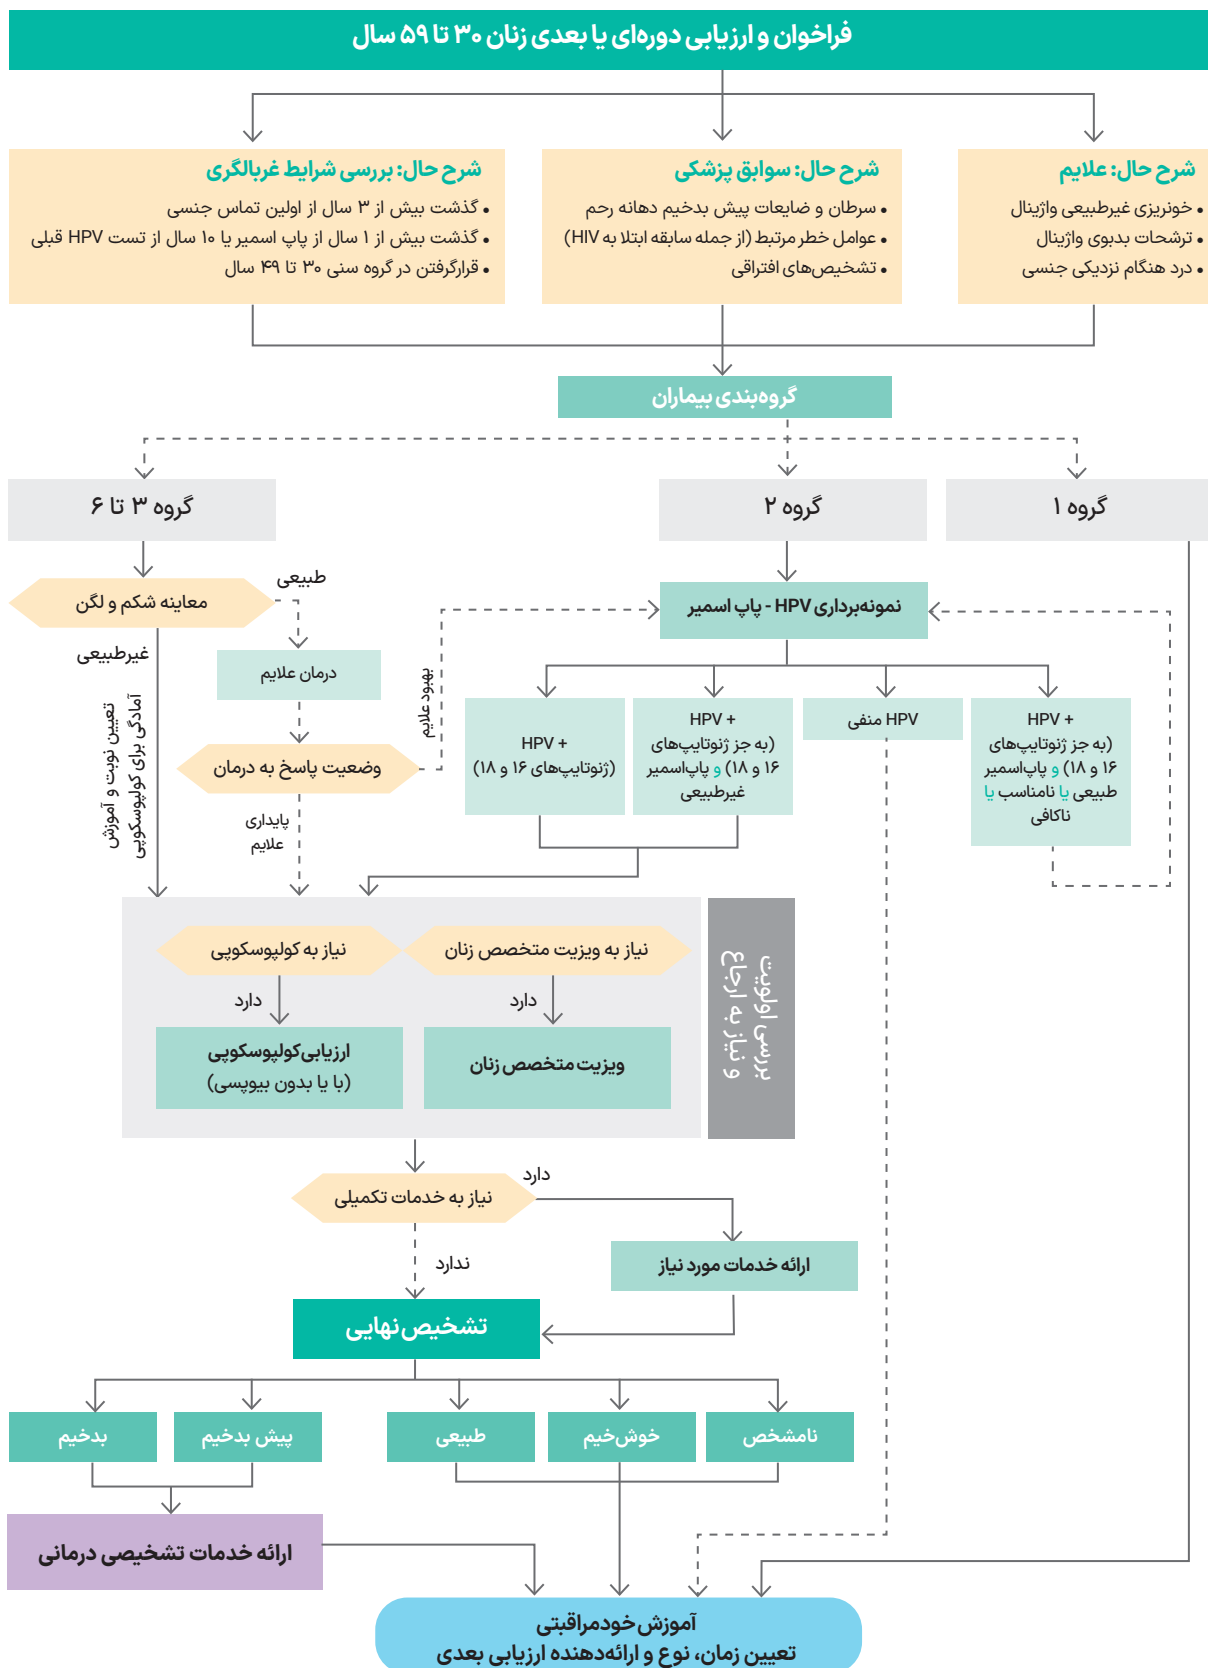 فراخوان و ارزیابی دوره‌ای یا بعدی زنان ۳۰ تا ۵۹ سال
شرح حال: علایم
• خونریزی غیرطبیعی واژینال
• ترشحات بدبوی واژینال
• درد هنگام نزدیکی جنسی
شرح حال: سوابق پزشکی
• سرطان و ضایعات پیش بدخیم دهانه رحم
• عوامل خطر مرتبط (از جمله سابقه ابتلا به HIV)
• تشخیص‌های افتراقی
شرح حال: بررسی شرایط غربالگری
• گذشت بیش از ۳ سال از اولین تماس جنسی
• گذشت بیش از ۱ سال از پاپ اسمیر یا ۱۰ سال از تست HPV قبلی
• قرارگرفتن در گروه سنی ۳۰ تا ۴۹ سال
گروه‌بندی بیماران
گروه ۱
گروه ۲
گروه ۳ تا ۶
معاینه شکم و لگن
طبیعی
غیرطبیعی
نمونه‌برداری HPV - پاپ اسمیر
درمان علایم
بهبود علایم
تعیین نوبت و آموزش
آمادگی برای کولپوسکوپی
وضعیت پاسخ به درمان
پایداری
علایم
HPV +
(به جز ژنوتایپ‌های
۱۶ و ۱۸) و پاپ‌اسمیر
طبیعی یا نامناسب یا
ناکافی
HPV منفی
HPV +
(به جز ژنوتایپ‌های
۱۶ و ۱۸) و پاپ‌اسمیر
غیرطبیعی
HPV +
(ژنوتایپ‌های ۱۶ و ۱۸)
بررسی اولویت
و نیاز به ارجاع
نیاز به ویزیت متخصص زنان
نیاز به کولپوسکوپی
دارد
دارد
ویزیت متخصص زنان
ارزیابی کولپوسکوپی
(با یا بدون بیوپسی)
نیاز به خدمات تکمیلی
دارد
ندارد
ارائه خدمات مورد نیاز
تشخیص نهایی
نامشخص
خوش‌خیم
طبیعی
پیش بدخیم
بدخیم
ارائه خدمات تشخیصی درمانی
آموزش خودمراقبتی
تعیین زمان، نوع و ارائه‌دهنده ارزیابی بعدی